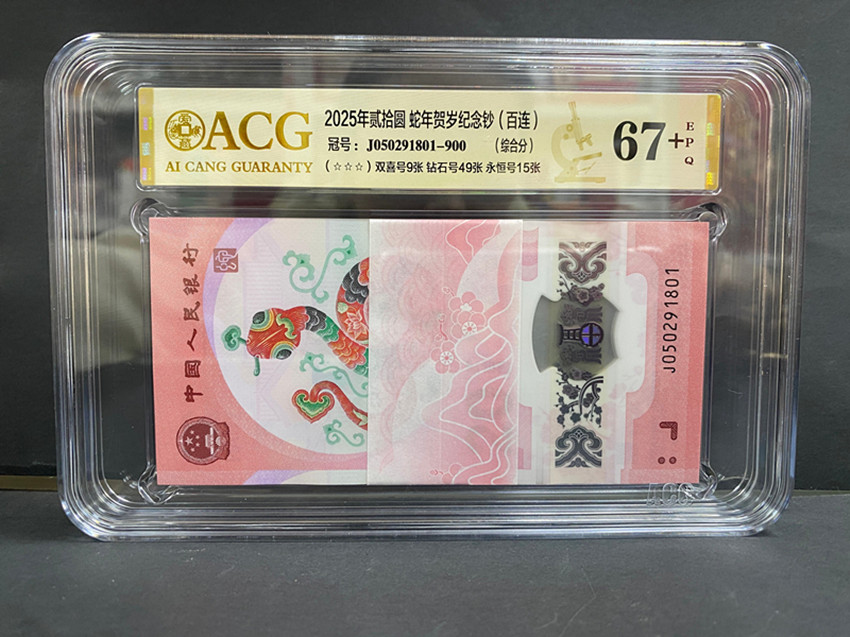 ACG
AI CANG GUARANTY
2025年贰拾圆 蛇年贺岁纪念钞（百连）
冠号：J050291801-900 （综合分）
（☆☆☆）双喜号9张 钻石号49张 永恒号15张
67+
EPQ
中国人民银行
J050291801
ACG